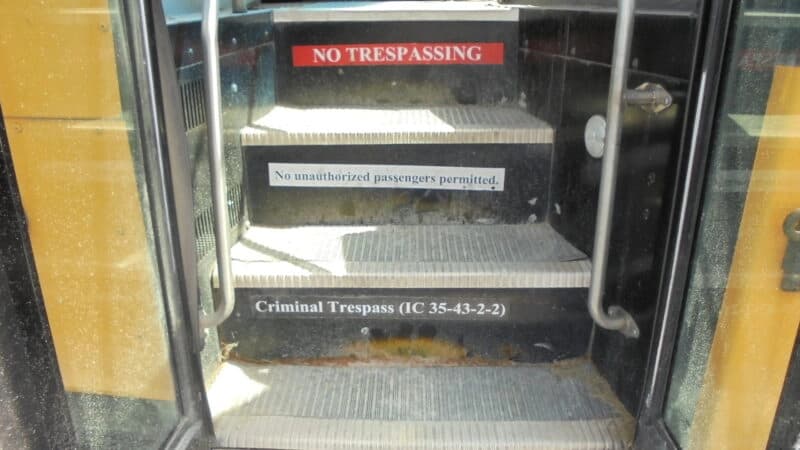 NO TRESPASSING
No unauthorized passengers permitted.
Criminal Trespass (IC 35-43-2-2)